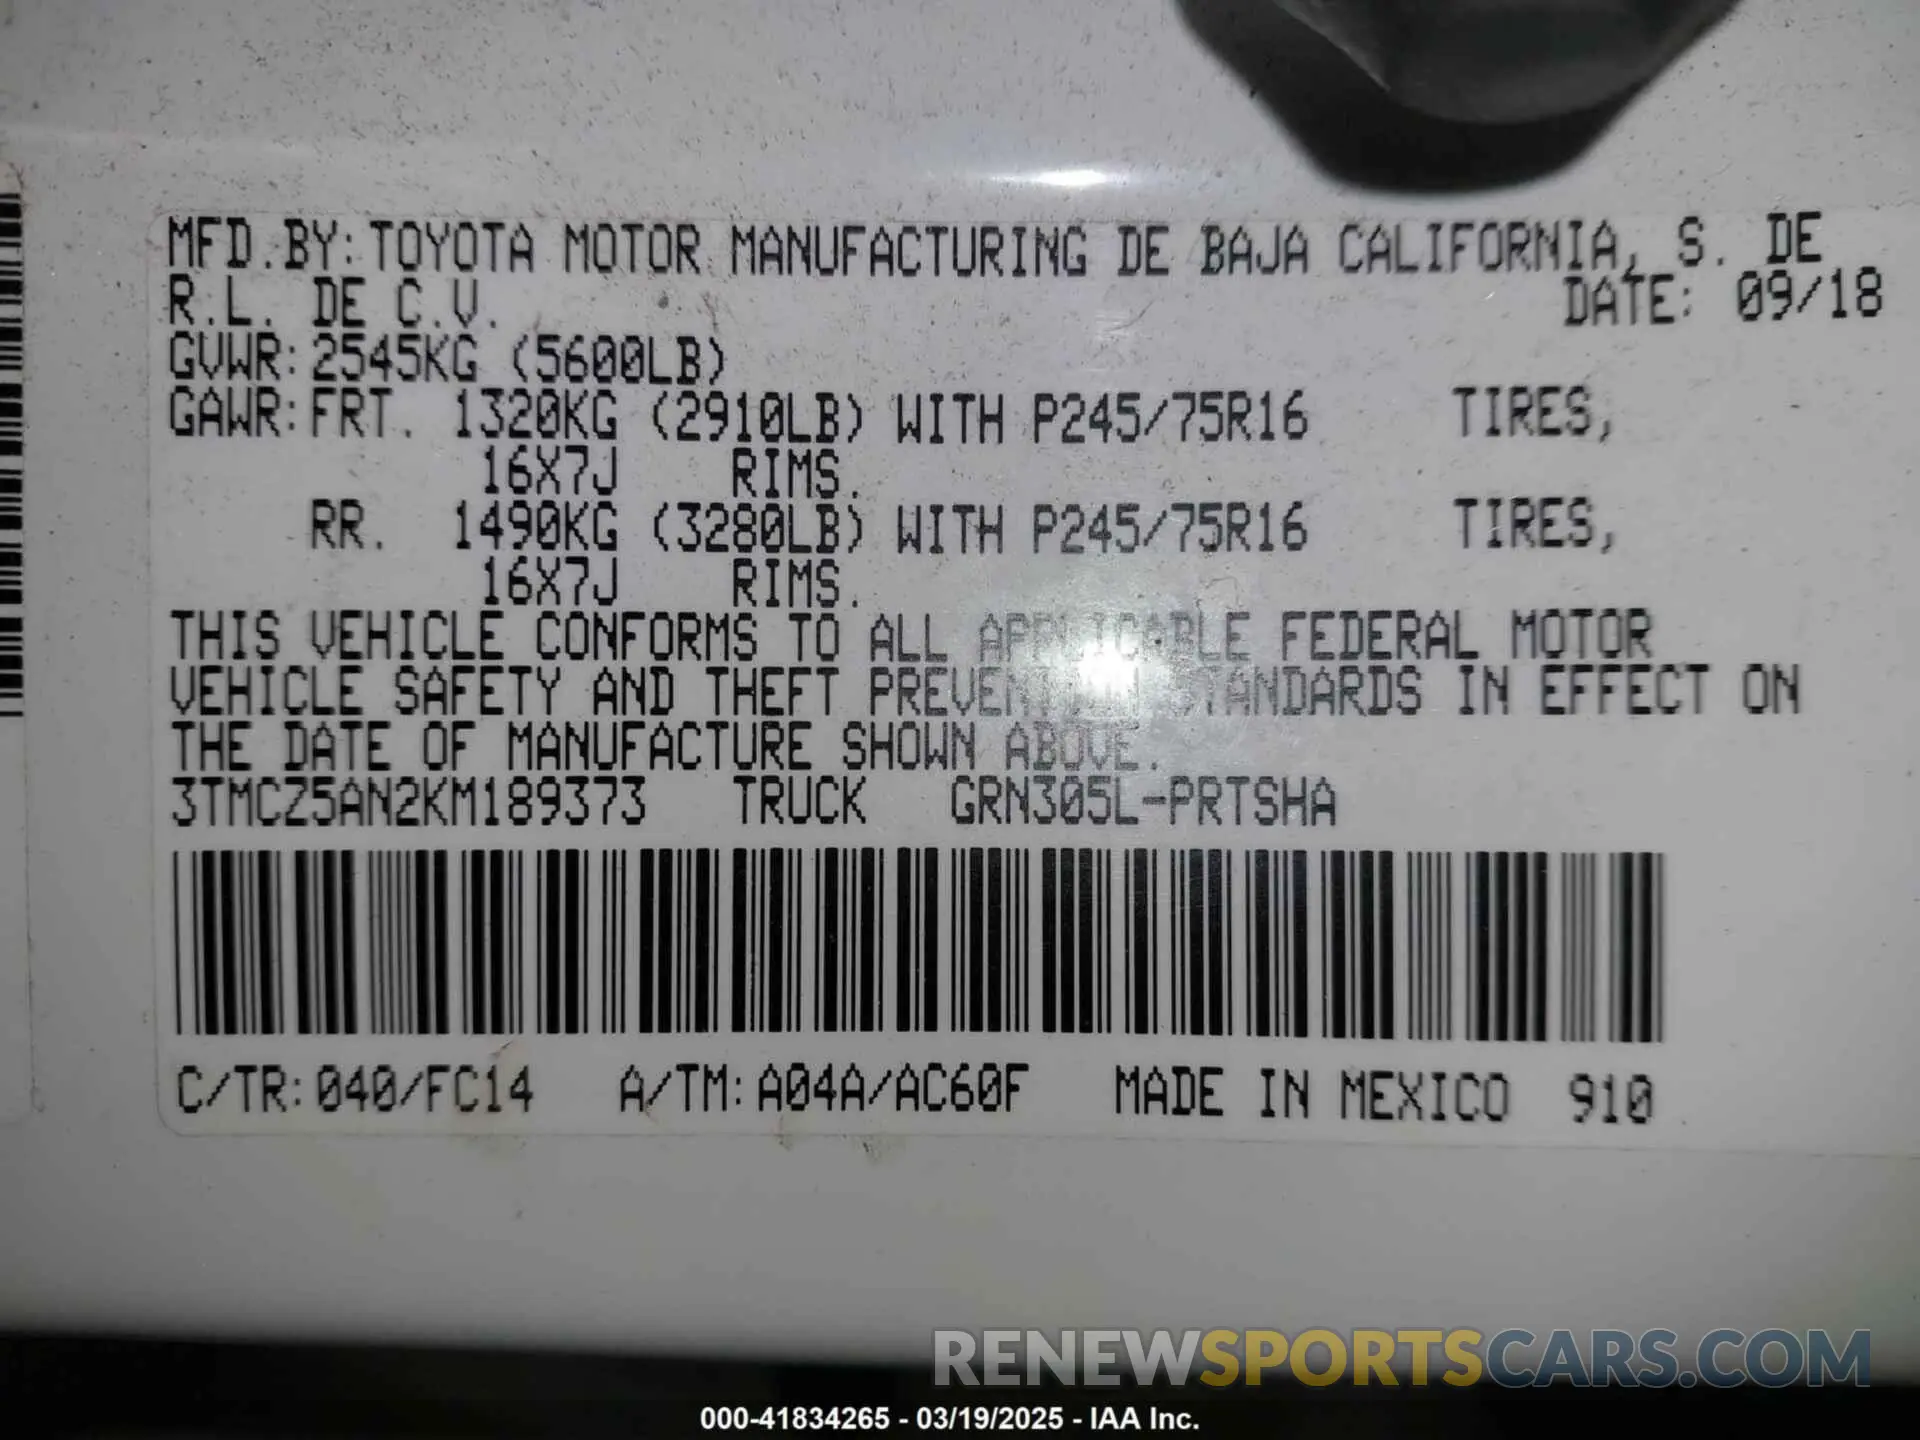 MFD.BY:TOYOTA MOTOR MANUFACTURING DE BAJA CALIFORNIA, S. DE
R.L. DE C.V. DATE: 09/18
GVWR:2545KG (5600LB)
GAWR:FRT. 1320KG (2910LB) WITH P245/75R16 TIRES,
16X7J RIMS.
RR. 1490KG (3280LB) WITH P245/75R16 TIRES,
16X7J RIMS.
THIS VEHICLE CONFORMS TO ALL APPLICABLE FEDERAL MOTOR
VEHICLE SAFETY AND THEFT PREVENTION STANDARDS IN EFFECT ON
THE DATE OF MANUFACTURE SHOWN ABOVE.
3TMCZ5AN2KM189373 TRUCK GRN305L-PRTSHA
C/TR:040/FC14 A/TM:A04A/AC60F MADE IN MEXICO 910
RENEWSPORTSCARS.COM
000-41834265 - 03/19/2025 - IAA Inc.